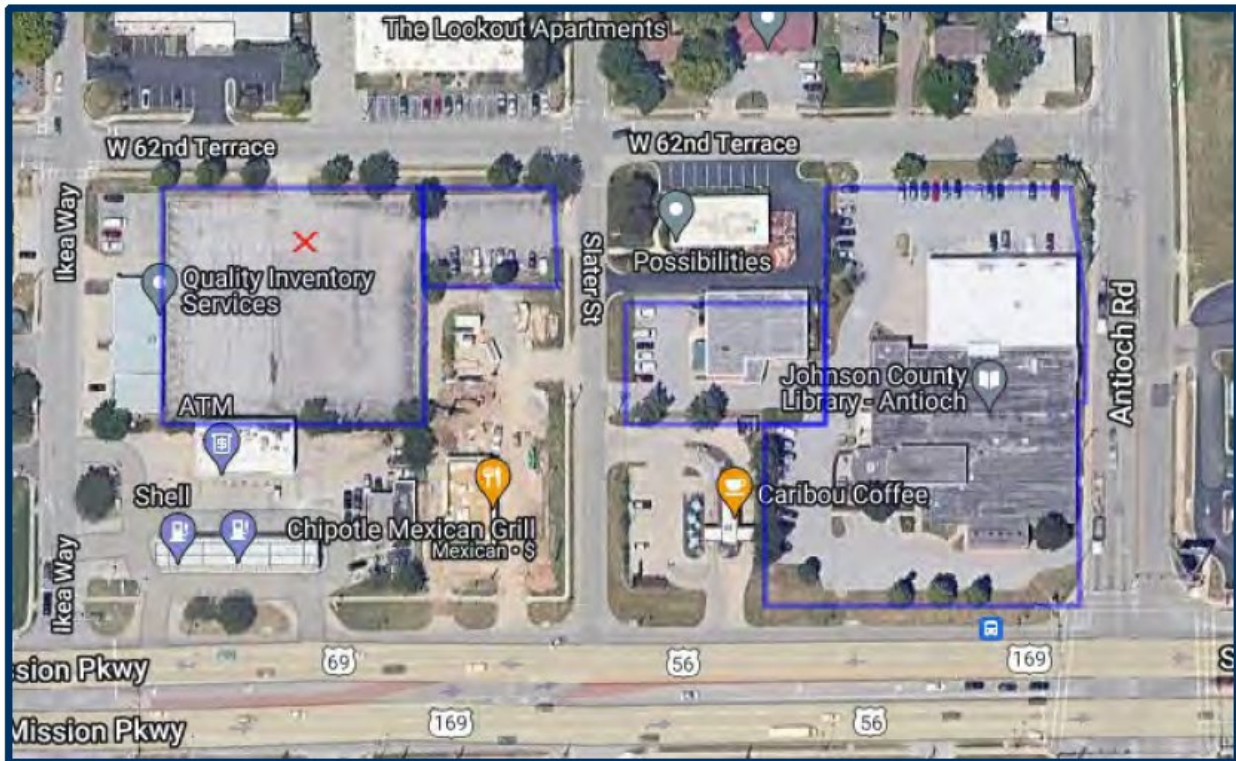 The Lookout Apartments
W 62nd Terrace
W 62nd Terrace
Ikea Way
Quality Inventory
Services
Slater St
Possibilities
Antioch Rd
Johnson County
Library - Antioch
ATM
Shell
Chipotle Mexican Grill
Mexican • $
Caribou Coffee
Ikea Way
69
56
169
ssion Pkwy
S
169
56
Mission Pkwy